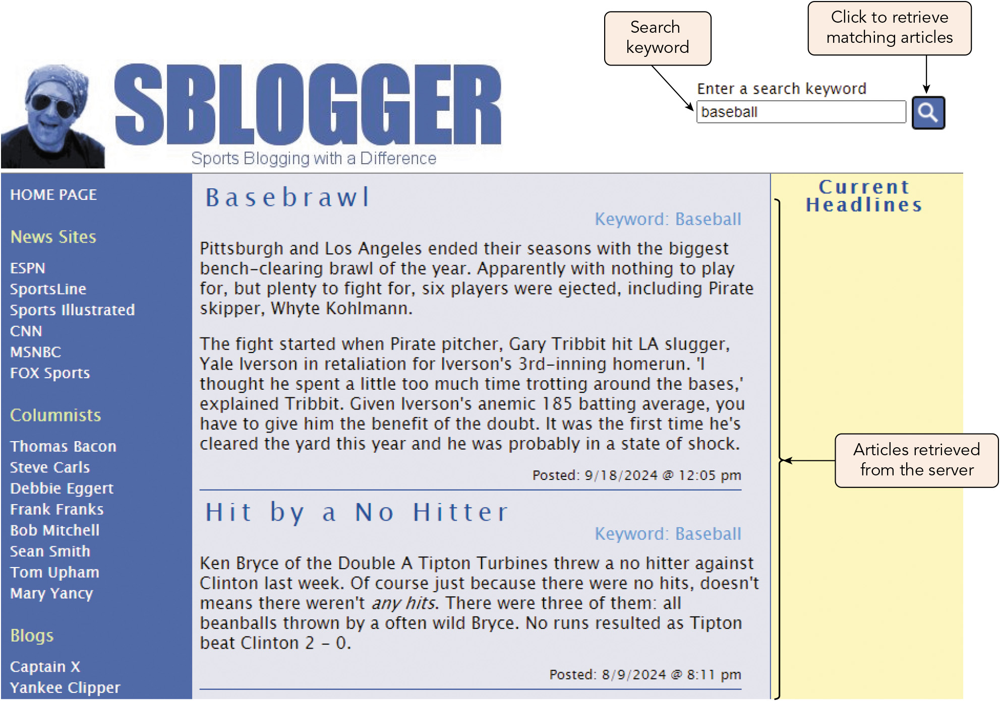 Search
keyword
Click to retrieve
matching articles
SBLOGGER
Sports Blogging with a Difference
Enter a search keyword
baseball
HOME PAGE
News Sites
ESPN
SportsLine
Sports Illustrated
CNN
MSNBC
FOX Sports
Columnists
Thomas Bacon
Steve Carls
Debbie Eggert
Frank Franks
Bob Mitchell
Sean Smith
Tom Upham
Mary Yancy
Blogs
Captain X
Yankee Clipper
Basebrawl
Keyword: Baseball
Pittsburgh and Los Angeles ended their seasons with the biggest
bench-clearing brawl of the year. Apparently with nothing to play
for, but plenty to fight for, six players were ejected, including Pirate
skipper, Whyte Kohlmann.
The fight started when Pirate pitcher, Gary Tribbit hit LA slugger,
Yale Iverson in retaliation for Iverson's 3rd-inning homerun. 'I
thought he spent a little too much time trotting around the bases,'
explained Tribbit. Given Iverson's anemic 185 batting average, you
have to give him the benefit of the doubt. It was the first time he's
cleared the yard this year and he was probably in a state of shock.
Posted: 9/18/2024 @ 12:05 pm
Hit by a No Hitter
Keyword: Baseball
Ken Bryce of the Double A Tipton Turbines threw a no hitter against
Clinton last week. Of course just because there were no hits, doesn't
means there weren't any hits. There were three of them: all
beanballs thrown by a often wild Bryce. No runs resulted as Tipton
beat Clinton 2 - 0.
Posted: 8/9/2024 @ 8:11 pm
Current
Headlines
Articles retrieved
from the server